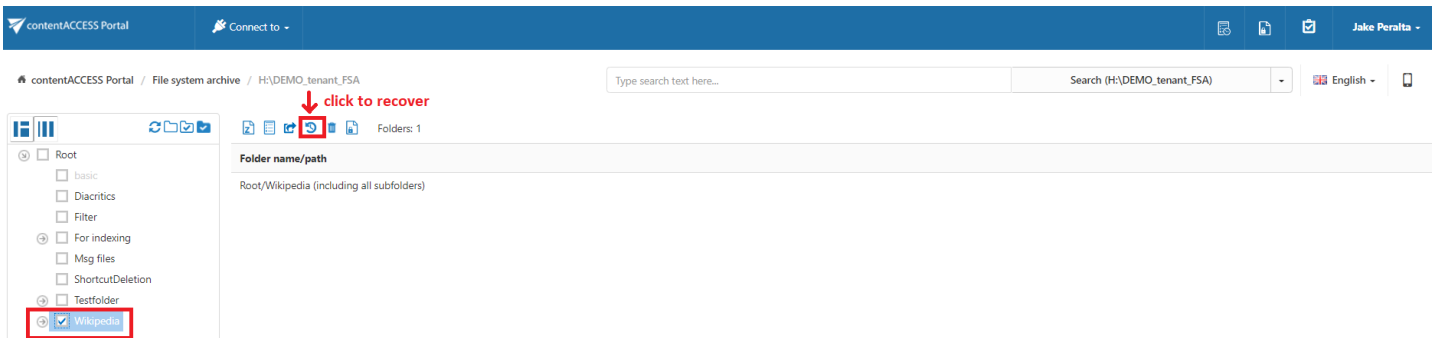 contentACCESS Portal
Connect to
Jake Peralta
contentACCESS Portal / File system archive / H:\DEMO_tenant_FSA
Type search text here...
Search (H:\DEMO_tenant_FSA)
English
click to recover
Folders: 1
Root
basic
Diacritics
Filter
For indexing
Msg files
ShortcutDeletion
Testfolder
Wikipedia
Folder name/path
Root/Wikipedia (including all subfolders)